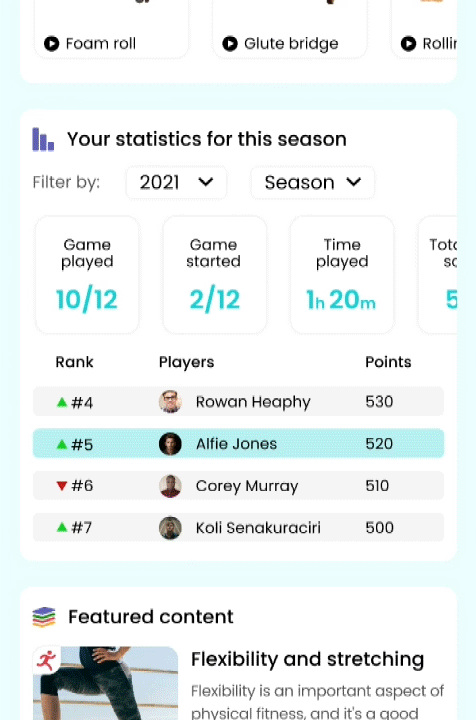 Foam roll
Glute bridge
Your statistics for this season
Filter by:
2021
Season
Game
played
10/12
Game
started
2/12
Time
played
1h 20m
5
Rank
Players
Points
#4
Rowan Heaphy
530
#5
Alfie Jones
520
#6
Corey Murray
510
#7
Koli Senakuraciri
500
Featured content
Flexibility and stretching
Flexibility is an important aspect of
physical fitness, and it's a good